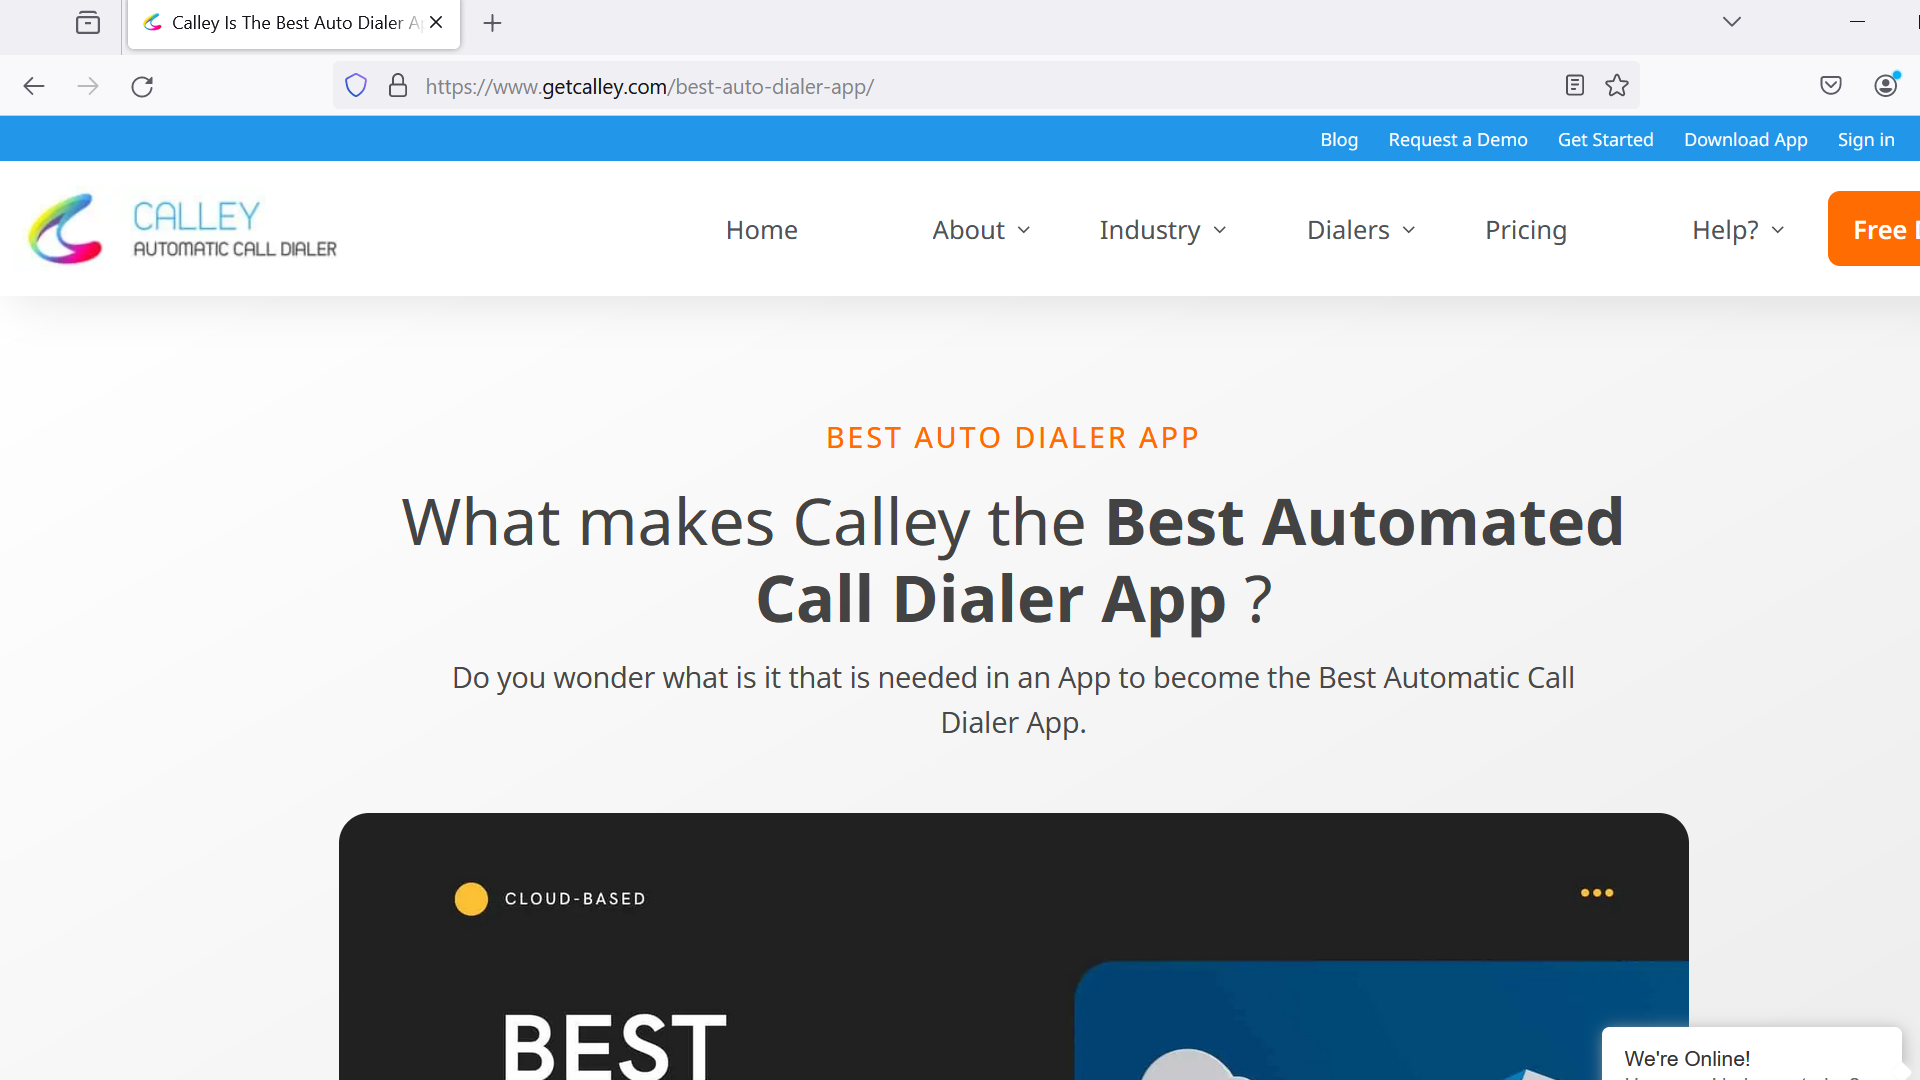 Calley Is The Best Auto Dialer A
https://www.getcalley.com/best-auto-dialer-app/
Blog Request a Demo Get Started Download App Sign in
CALLEY
AUTOMATIC CALL DIALER
Home About Industry Dialers Pricing Help? Free
BEST AUTO DIALER APP
What makes Calley the Best Automated
Call Dialer App ?
Do you wonder what is it that is needed in an App to become the Best Automatic Call
Dialer App.
CLOUD-BASED
BEST
We're Online!